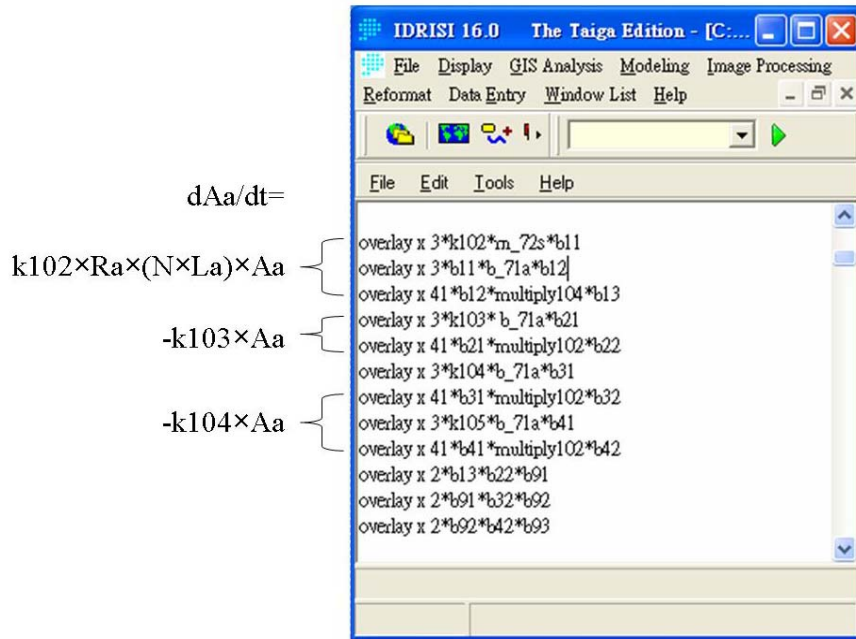 IDRISI 16.0 The Taiga Edition - [C:...
File Display GIS Analysis Modeling Image Processing
Reformat Data Entry Window List Help
File Edit Tools Help
dAa/dt=
k102×Ra×(N×La)×Aa
-k103×Aa
-k104×Aa
overlay x 3*k102*rn_72s*b11
overlay x 3*b11*b_71a*b12
overlay x 41*b12*multiply104*b13
overlay x 3*k103* b_71a*b21
overlay x 41*b21*multiply102*b22
overlay x 3*k104*b_71a*b31
overlay x 41*b31*multiply102*b32
overlay x 3*k105*b_71a*b41
overlay x 41*b41*multiply102*b42
overlay x 2*b13*b22*b91
overlay x 2*b91*b32*b92
overlay x 2*b92*b42*b93